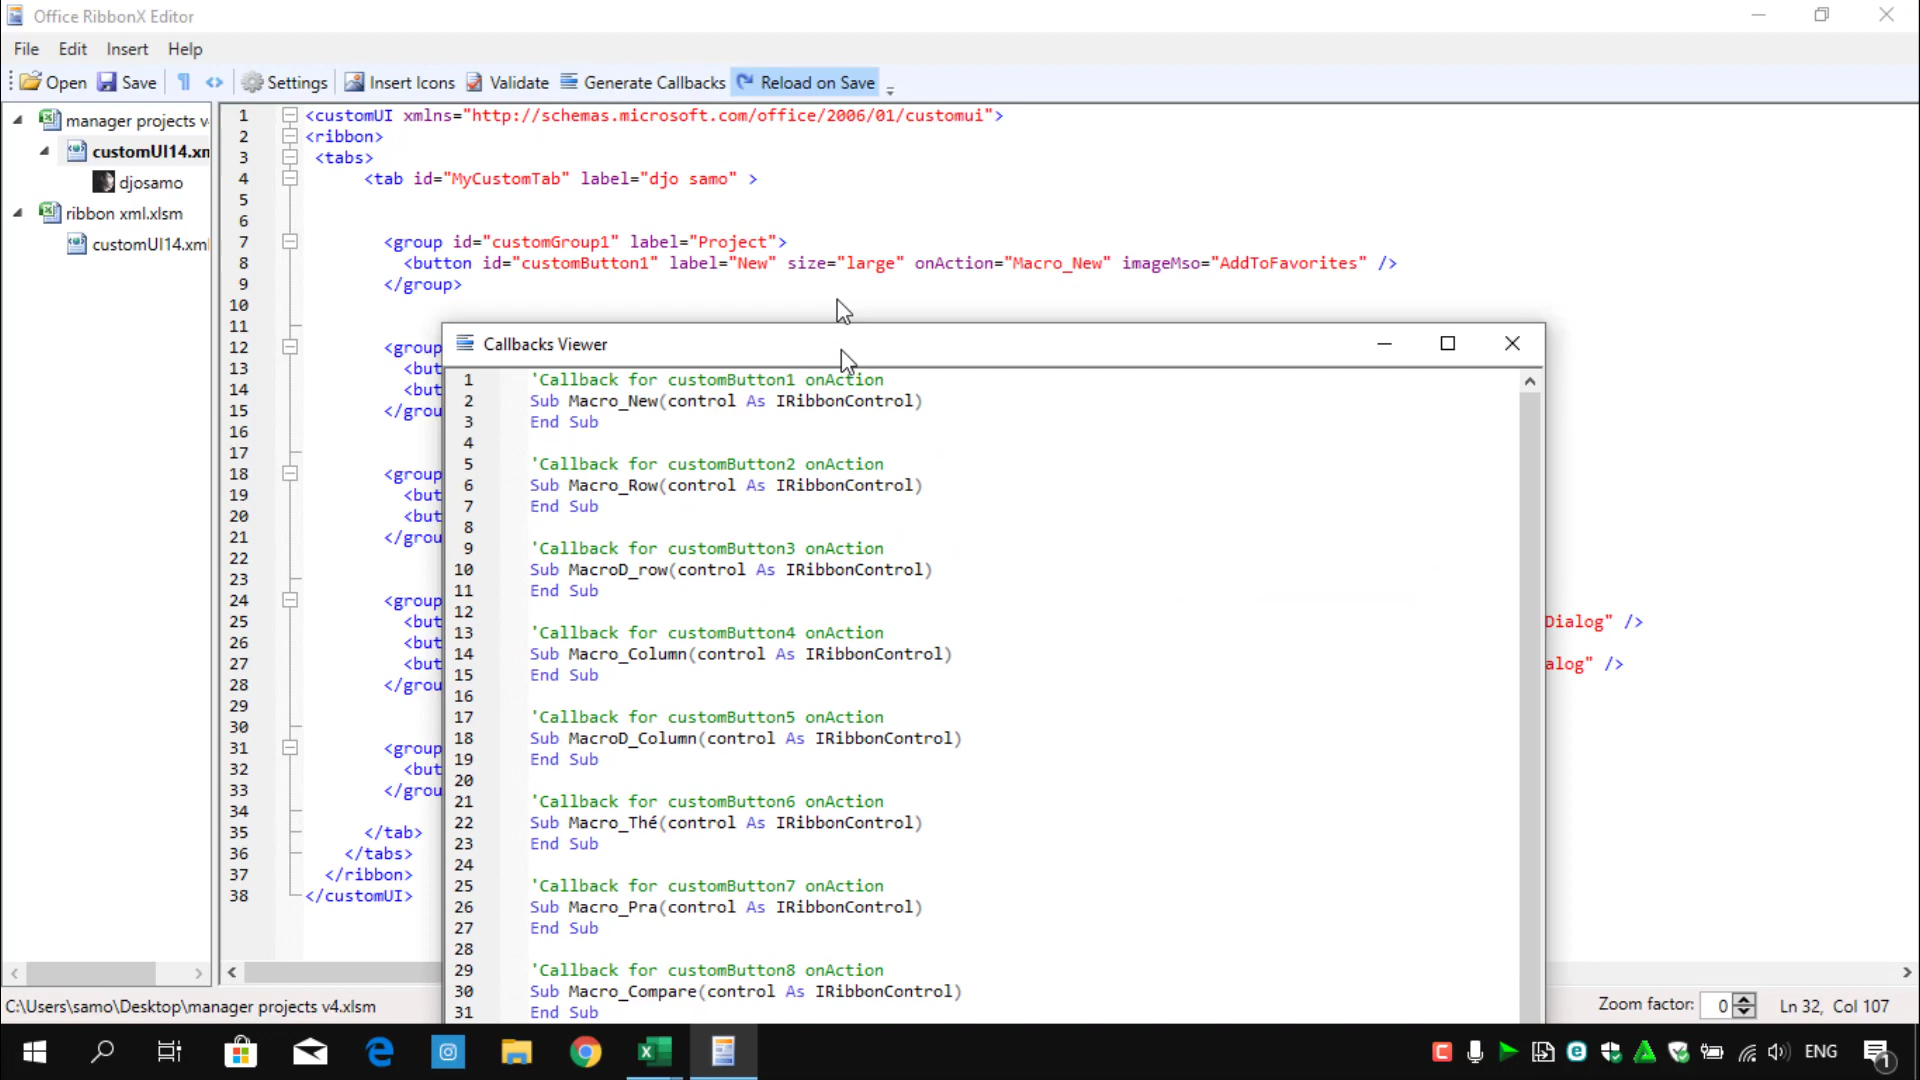 Office RibbonX Editor
File Edit Insert Help
Open Save Settings Insert Icons Validate Generate Callbacks Reload on Save
manager projects v
customUI14.xm
djosamo
ribbon xml.xlsm
customUI14.xml
1 <customUI xmlns="http://schemas.microsoft.com/office/2006/01/customui">
2 <ribbon>
3 <tabs>
4 <tab id="MyCustomTab" label="djo samo" >
5
6
7 <group id="customGroup1" label="Project">
8 <button id="customButton1" label="New" size="large" onAction="Macro_New" imageMso="AddToFavorites" />
9 </group>
10
11
12 <group
13 <but
14 <but
15 </grou
16
17
18 <group
19 <but
20 <but
21 </grou
22
23
24 <group
25 <but Dialog" />
26 <but
27 <but alog" />
28 </grou
29
30
31 <group
32 <but
33 </grou
34
35 </tab>
36 </tabs>
37 </ribbon>
38 </customUI>
Callbacks Viewer
1 'Callback for customButton1 onAction
2 Sub Macro_New(control As IRibbonControl)
3 End Sub
4
5 'Callback for customButton2 onAction
6 Sub Macro_Row(control As IRibbonControl)
7 End Sub
8
9 'Callback for customButton3 onAction
10 Sub MacroD_row(control As IRibbonControl)
11 End Sub
12
13 'Callback for customButton4 onAction
14 Sub Macro_Column(control As IRibbonControl)
15 End Sub
16
17 'Callback for customButton5 onAction
18 Sub MacroD_Column(control As IRibbonControl)
19 End Sub
20
21 'Callback for customButton6 onAction
22 Sub Macro_Thé(control As IRibbonControl)
23 End Sub
24
25 'Callback for customButton7 onAction
26 Sub Macro_Pra(control As IRibbonControl)
27 End Sub
28
29 'Callback for customButton8 onAction
30 Sub Macro_Compare(control As IRibbonControl)
31 End Sub
C:\Users\samo\Desktop\manager projects v4.xlsm
Zoom factor: 0 Ln 32, Col 107
ENG
1